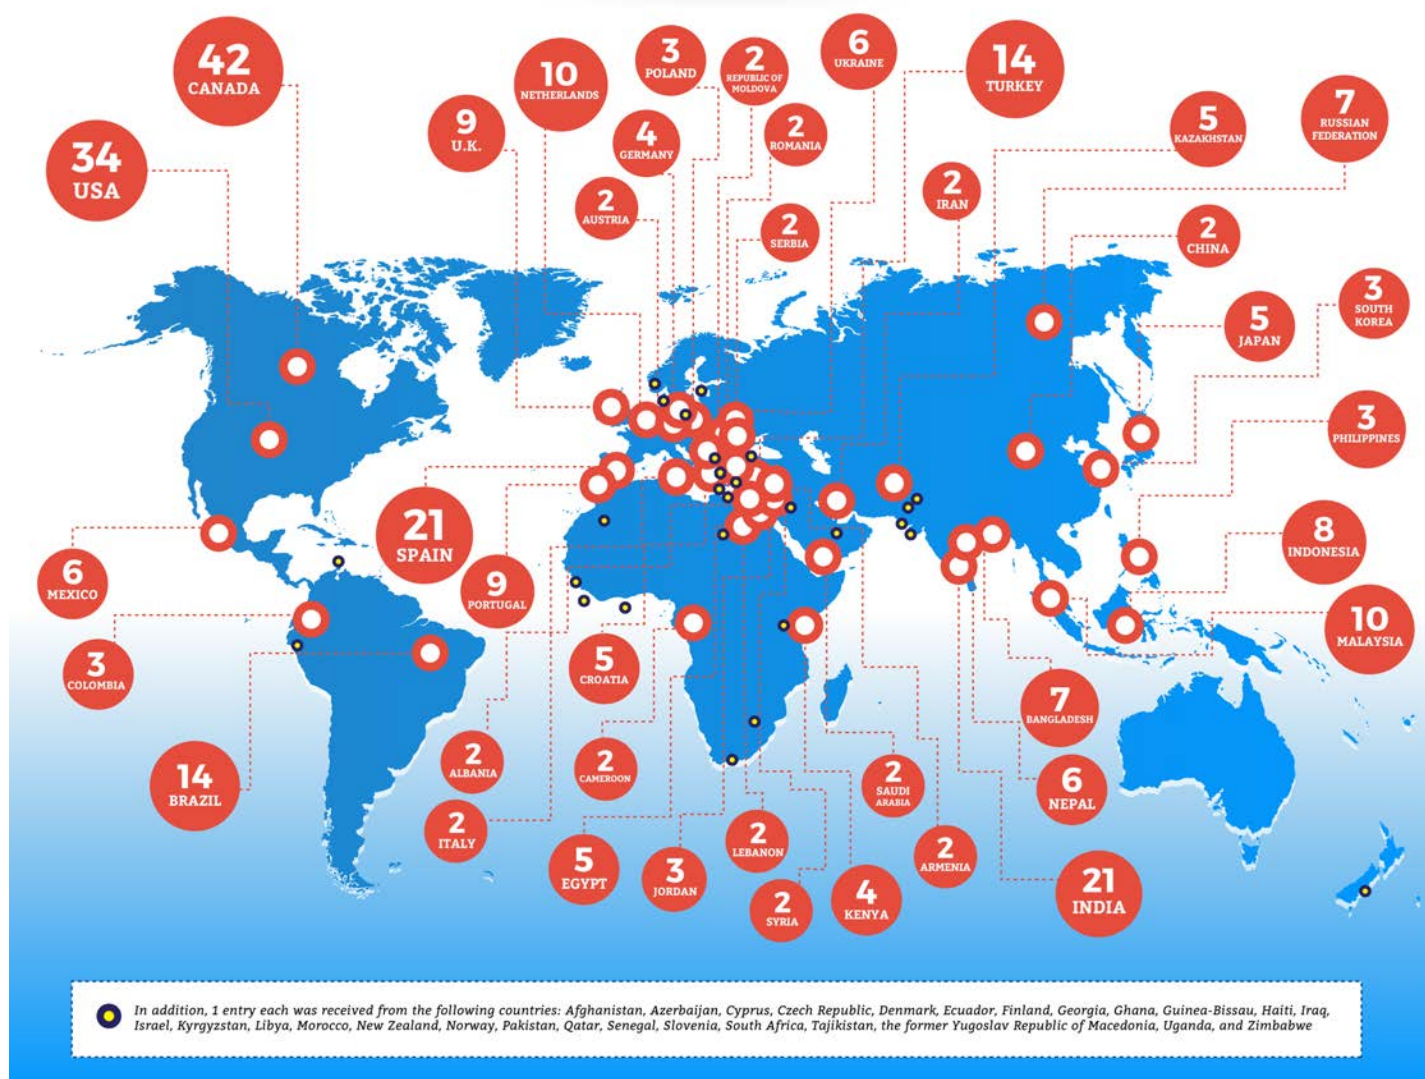 42
CANADA
34
USA
9
U.K.
10
NETHERLANDS
3
POLAND
4
GERMANY
2
AUSTRIA
2
REPUBLIC OF
MOLDOVA
2
ROMANIA
2
SERBIA
6
UKRAINE
14
TURKEY
2
IRAN
5
KAZAKHSTAN
7
RUSSIAN
FEDERATION
2
CHINA
5
JAPAN
3
SOUTH
KOREA
3
PHILIPPINES
8
INDONESIA
10
MALAYSIA
6
MEXICO
3
COLOMBIA
14
BRAZIL
21
SPAIN
9
PORTUGAL
2
ALBANIA
2
ITALY
5
CROATIA
2
CAMEROON
5
EGYPT
3
JORDAN
2
LEBANON
2
SYRIA
4
KENYA
2
SAUDI
ARABIA
2
ARMENIA
7
BANGLADESH
6
NEPAL
21
INDIA
In addition, 1 entry each was received from the following countries: Afghanistan, Azerbaijan, Cyprus, Czech Republic, Denmark, Ecuador, Finland, Georgia, Ghana, Guinea-Bissau, Haiti, Iraq,
Israel, Kyrgyzstan, Libya, Morocco, New Zealand, Norway, Pakistan, Qatar, Senegal, Slovenia, South Africa, Tajikistan, the former Yugoslav Republic of Macedonia, Uganda, and Zimbabwe